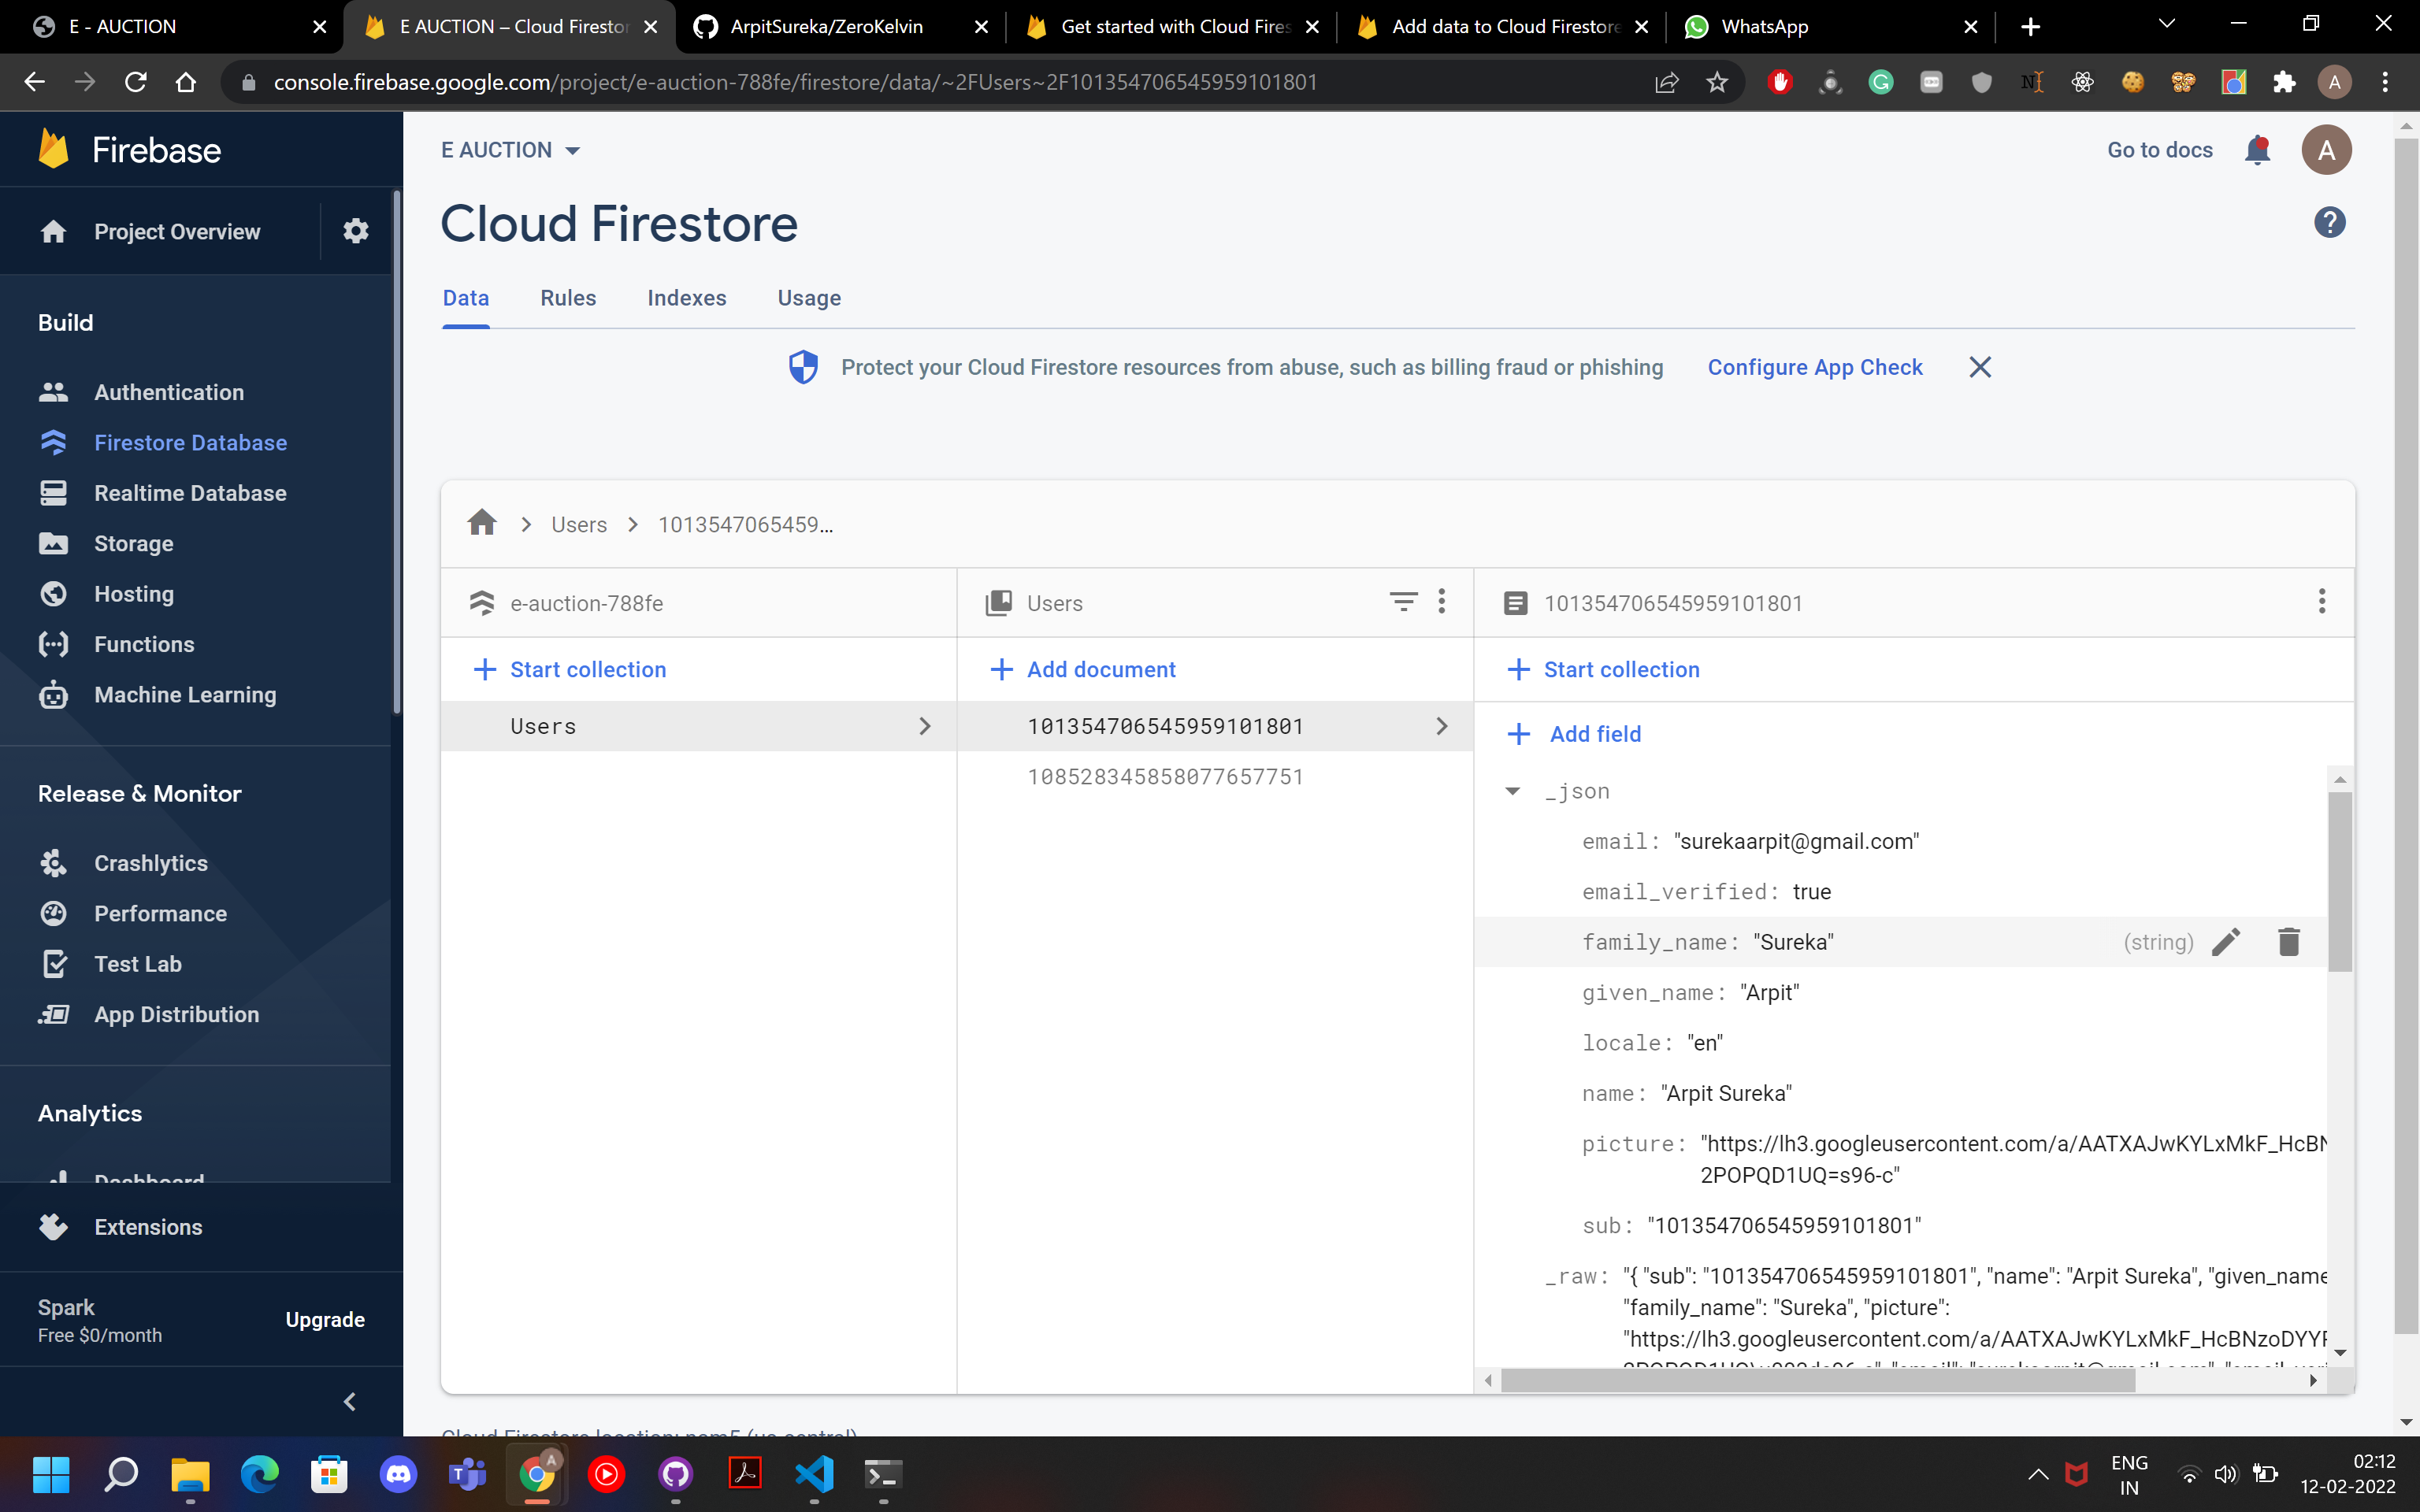 E - AUCTION
E AUCTION – Cloud Firestor
ArpitSureka/ZeroKelvin
Get started with Cloud Fires
Add data to Cloud Firestore
WhatsApp
console.firebase.google.com/project/e-auction-788fe/firestore/data/~2FUsers~2F101354706545959101801
A
Firebase
Project Overview
Build
Authentication
Firestore Database
Realtime Database
Storage
Hosting
Functions
Machine Learning
Release & Monitor
Crashlytics
Performance
Test Lab
App Distribution
Analytics
Dashboard
Extensions
Spark
Free $0/month
Upgrade
E AUCTION
Go to docs
A
Cloud Firestore
Data
Rules
Indexes
Usage
Protect your Cloud Firestore resources from abuse, such as billing fraud or phishing
Configure App Check
Users
1013547065459...
e-auction-788fe
Start collection
Users
Users
Add document
101354706545959101801
108528345858077657751
101354706545959101801
Start collection
Add field
_json
email: "surekaarpit@gmail.com"
email_verified: true
family_name: "Sureka"
(string)
given_name: "Arpit"
locale: "en"
name: "Arpit Sureka"
picture: "https://lh3.googleusercontent.com/a/AATXAJwKYLxMkF_HcBN
2POPQD1UQ=s96-c"
sub: "101354706545959101801"
_raw: "{ "sub": "101354706545959101801", "name": "Arpit Sureka", "given_name
"family_name": "Sureka", "picture":
"https://lh3.googleusercontent.com/a/AATXAJwKYLxMkF_HcBNzoDYYF
Cloud Firestore location: nam5 (us-central)
ENG
IN
02:12
12-02-2022